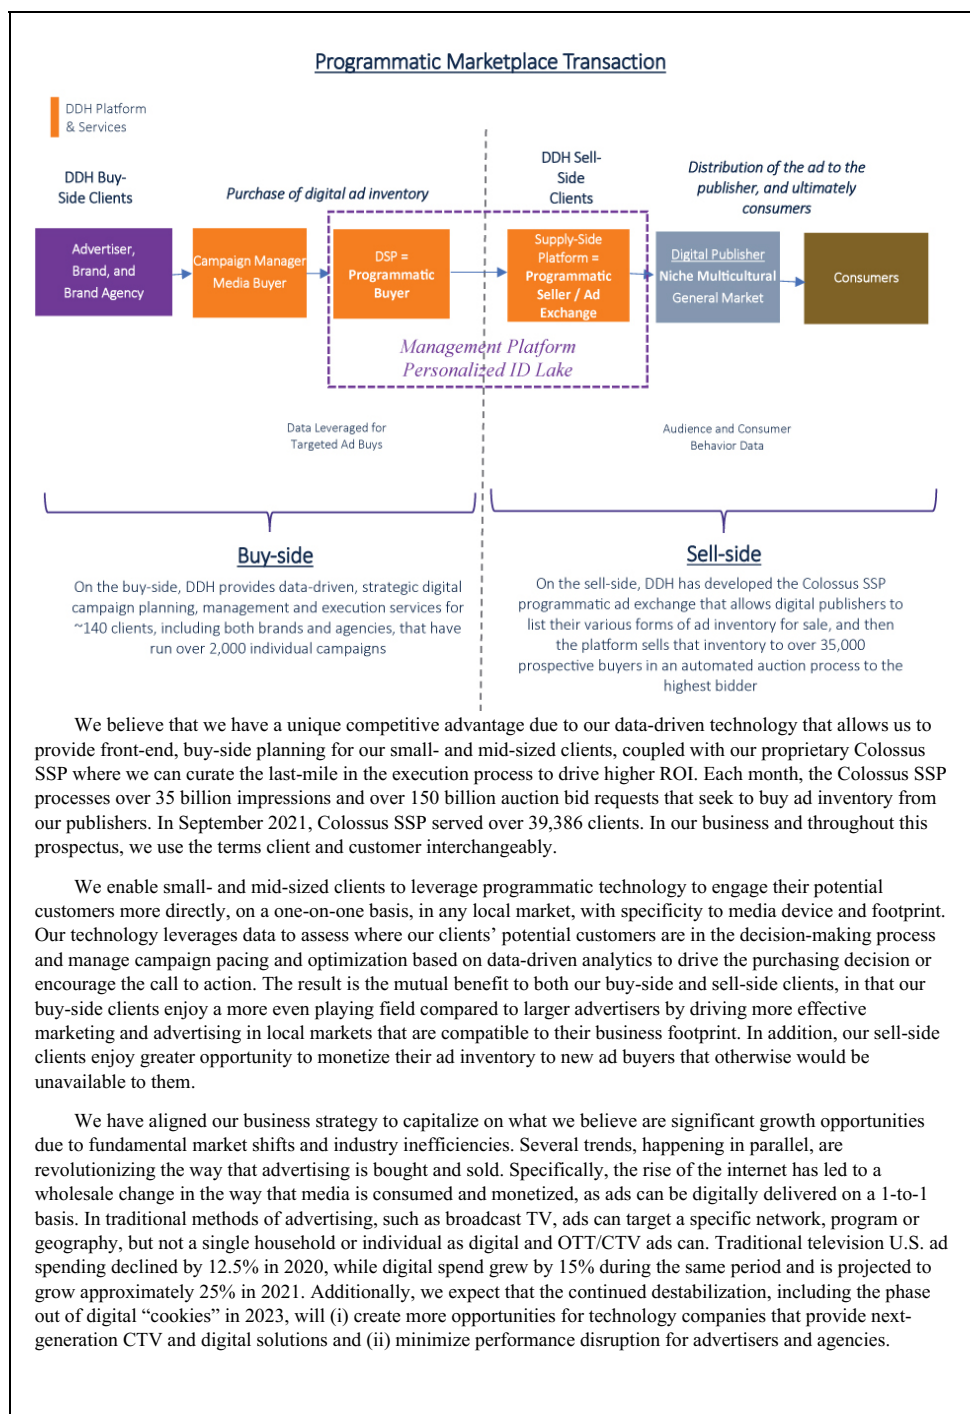 Programmatic Marketplace Transaction
DDH Platform
& Services
DDH Buy-
Side Clients
Purchase of digital ad inventory
DDH Sell-
Side
Clients
Distribution of the ad to the
publisher, and ultimately
consumers
Advertiser,
Brand, and
Brand Agency
Campaign Manager
Media Buyer
DSP =
Programmatic
Buyer
Supply-Side
Platform =
Programmatic
Seller / Ad
Exchange
Digital Publisher
Niche Multicultural
General Market
Consumers
Management Platform
Personalized ID Lake
Data Leveraged for
Targeted Ad Buys
Audience and Consumer
Behavior Data
Buy-side
On the buy-side, DDH provides data-driven, strategic digital
campaign planning, management and execution services for
~140 clients, including both brands and agencies, that have
run over 2,000 individual campaigns
Sell-side
On the sell-side, DDH has developed the Colossus SSP
programmatic ad exchange that allows digital publishers to
list their various forms of ad inventory for sale, and then
the platform sells that inventory to over 35,000
prospective buyers in an automated auction process to the
highest bidder
We believe that we have a unique competitive advantage due to our data-driven technology that allows us to
provide front-end, buy-side planning for our small- and mid-sized clients, coupled with our proprietary Colossus
SSP where we can curate the last-mile in the execution process to drive higher ROI. Each month, the Colossus SSP
processes over 35 billion impressions and over 150 billion auction bid requests that seek to buy ad inventory from
our publishers. In September 2021, Colossus SSP served over 39,386 clients. In our business and throughout this
prospectus, we use the terms client and customer interchangeably.
We enable small- and mid-sized clients to leverage programmatic technology to engage their potential
customers more directly, on a one-on-one basis, in any local market, with specificity to media device and footprint.
Our technology leverages data to assess where our clients’ potential customers are in the decision-making process
and manage campaign pacing and optimization based on data-driven analytics to drive the purchasing decision or
encourage the call to action. The result is the mutual benefit to both our buy-side and sell-side clients, in that our
buy-side clients enjoy a more even playing field compared to larger advertisers by driving more effective
marketing and advertising in local markets that are compatible to their business footprint. In addition, our sell-side
clients enjoy greater opportunity to monetize their ad inventory to new ad buyers that otherwise would be
unavailable to them.
We have aligned our business strategy to capitalize on what we believe are significant growth opportunities
due to fundamental market shifts and industry inefficiencies. Several trends, happening in parallel, are
revolutionizing the way that advertising is bought and sold. Specifically, the rise of the internet has led to a
wholesale change in the way that media is consumed and monetized, as ads can be digitally delivered on a 1-to-1
basis. In traditional methods of advertising, such as broadcast TV, ads can target a specific network, program or
geography, but not a single household or individual as digital and OTT/CTV ads can. Traditional television U.S. ad
spending declined by 12.5% in 2020, while digital spend grew by 15% during the same period and is projected to
grow approximately 25% in 2021. Additionally, we expect that the continued destabilization, including the phase
out of digital “cookies” in 2023, will (i) create more opportunities for technology companies that provide next-
generation CTV and digital solutions and (ii) minimize performance disruption for advertisers and agencies.